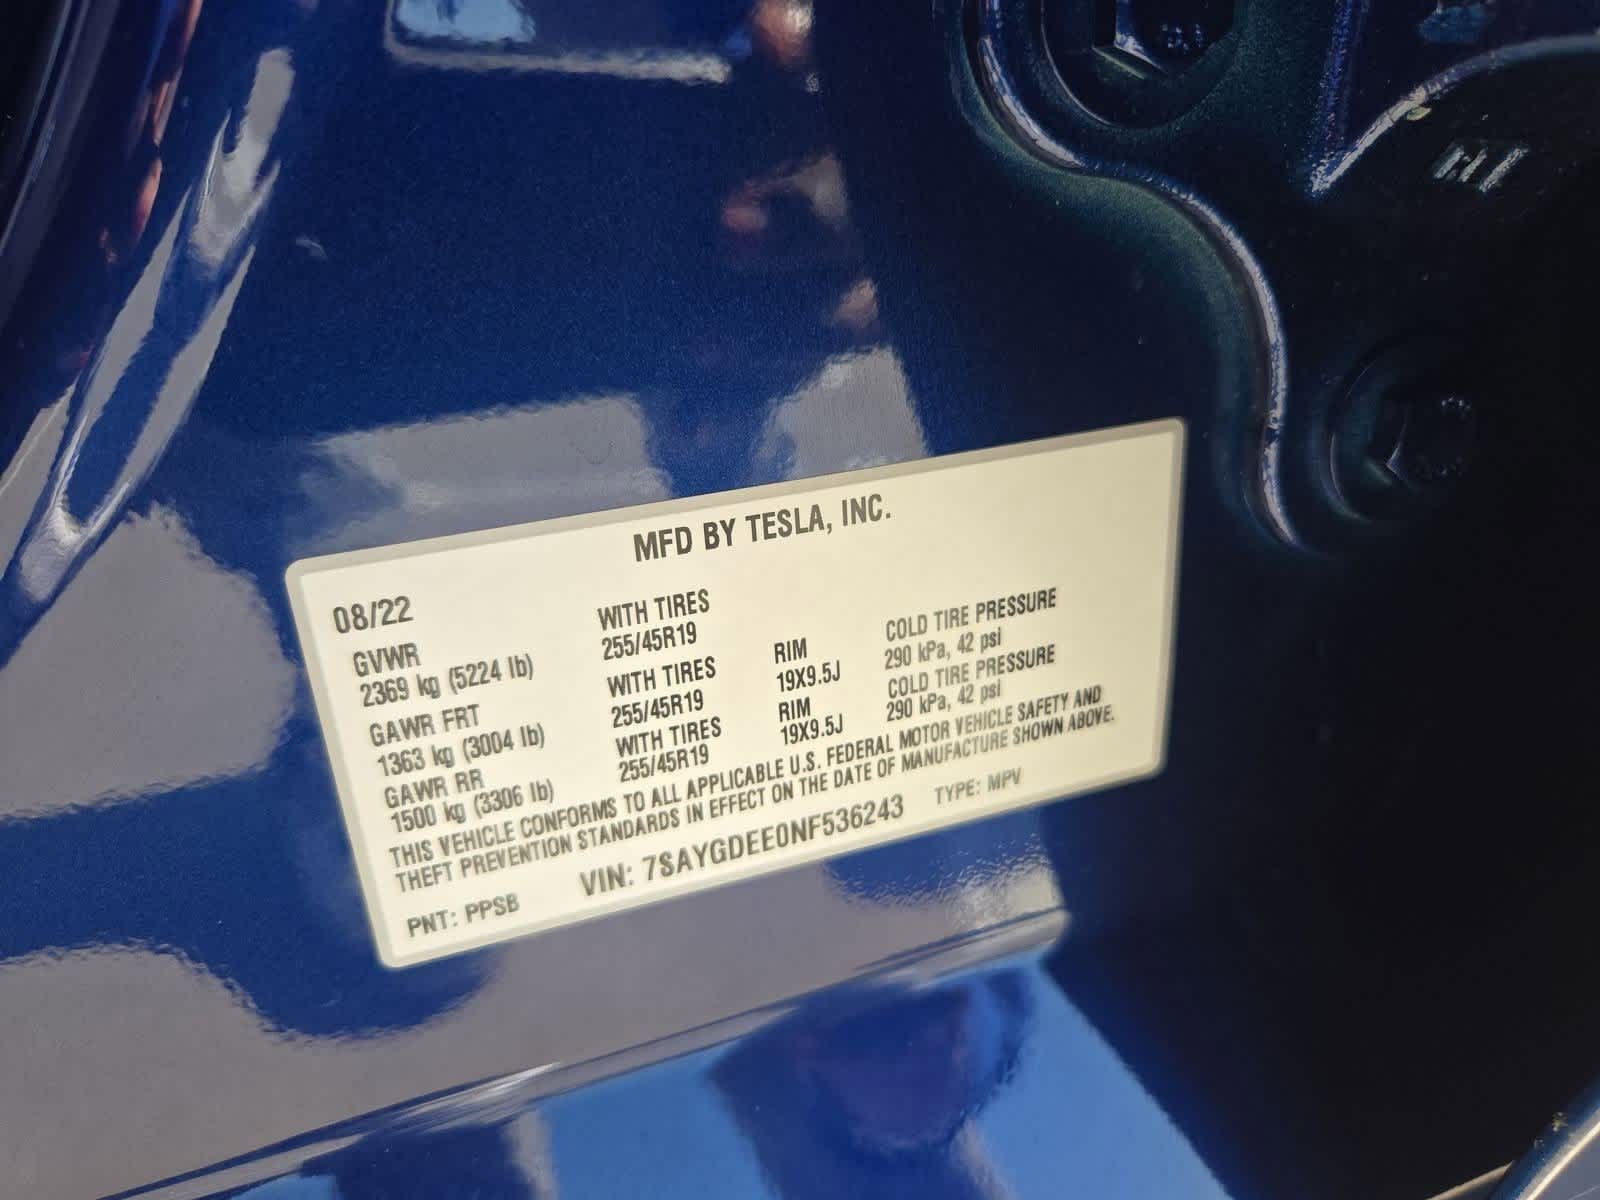 MFD BY TESLA, INC.
08/22
GVWR
2369 kg (5224 lb)
WITH TIRES
255/45R19
GAWR FRT
1363 kg (3004 lb)
WITH TIRES
255/45R19
RIM
19X9.5J
COLD TIRE PRESSURE
290 kPa, 42 psi
GAWR RR
1500 kg (3306 lb)
WITH TIRES
255/45R19
RIM
19X9.5J
COLD TIRE PRESSURE
290 kPa, 42 psi
THIS VEHICLE CONFORMS TO ALL APPLICABLE U.S. FEDERAL MOTOR VEHICLE SAFETY AND
THEFT PREVENTION STANDARDS IN EFFECT ON THE DATE OF MANUFACTURE SHOWN ABOVE.
PNT: PPSB
VIN: 7SAYGDEE0NF536243
TYPE: MPV